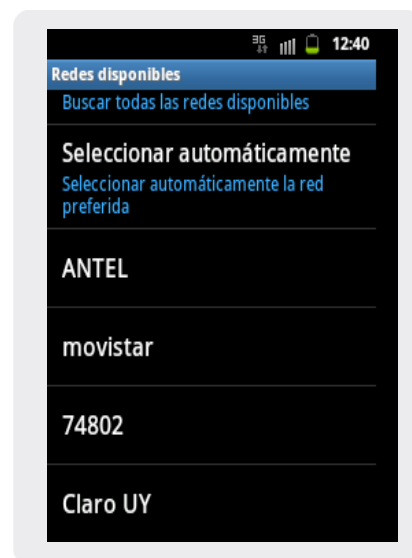 3G 12:40
Redes disponibles
Buscar todas las redes disponibles
Seleccionar automáticamente
Seleccionar automáticamente la red
preferida
ANTEL
movistar
74802
Claro UY